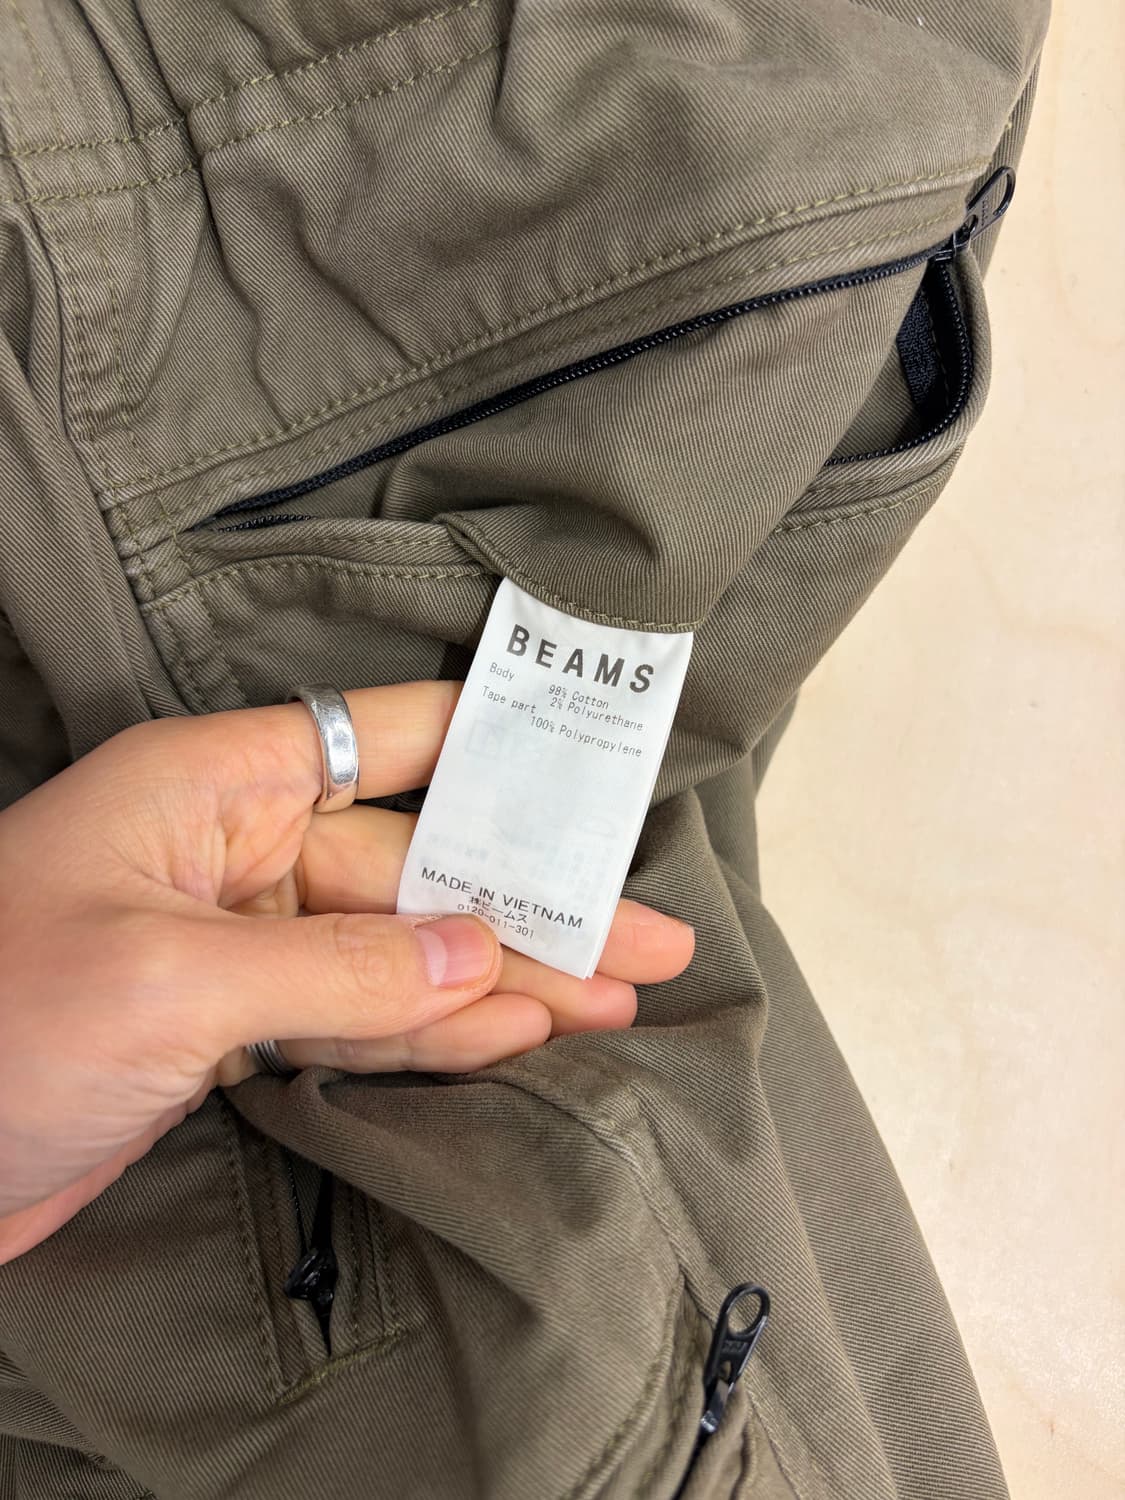 BEAMS
Body 98% Cotton
2% Polyurethane
Tape part 100% Polypropylene
MADE IN VIETNAM
㈱ビームス
0120-011-301